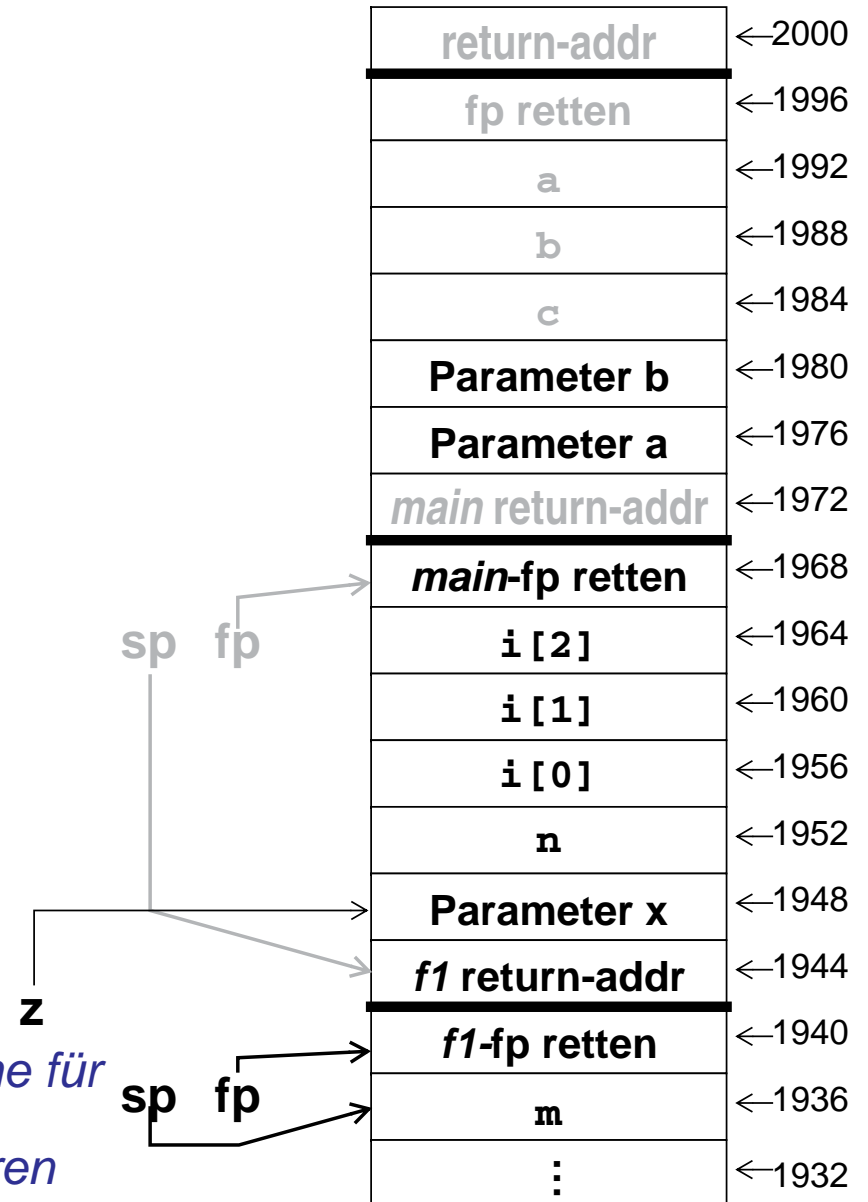 return-addr ←2000
fp retten ←1996
a ←1992
b ←1988
c ←1984
Parameter b ←1980
Parameter a ←1976
main return-addr ←1972
main-fp retten ←1968
sp fp
i[2] ←1964
i[1] ←1960
i[0] ←1956
n ←1952
Parameter x ←1948
f1 return-addr ←1944
z
f1-fp retten ←1940
für
sp fp
m ←1936
⋮ ←1932